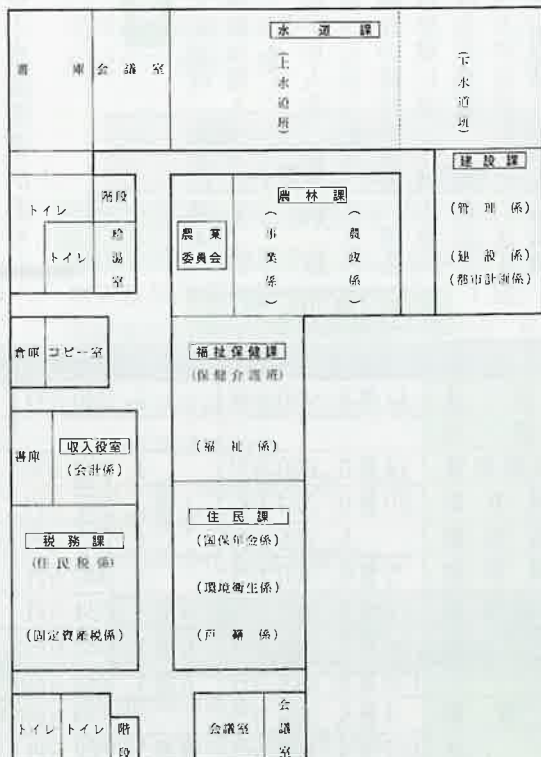 水道課
書庫
会議室
(上水道班)
(下水道班)
建設課
(管理係)
(建設係)
(都市計画係)
トイレ
階段
トイレ
給湯室
農業
委員会
農林課
(事業係)
(農政係)
倉庫
コピー室
福祉保健課
(保健介護班)
(福祉係)
書庫
収入役室
(会計係)
税務課
(住民税係)
(固定資産税係)
住民課
(国保年金係)
(環境衛生係)
(戸籍係)
トイレ
トイレ
階段
会議室
会議室